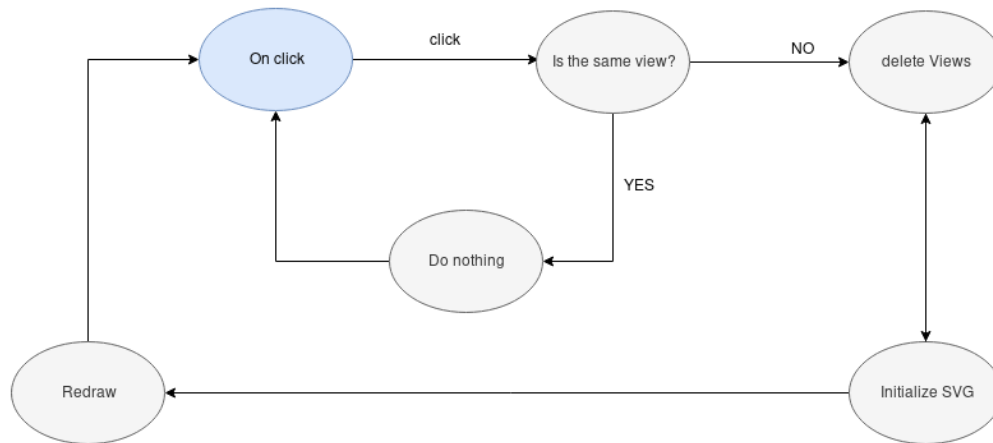 click
On click
Is the same view?
NO
delete Views
YES
Do nothing
Redraw
Initialize SVG